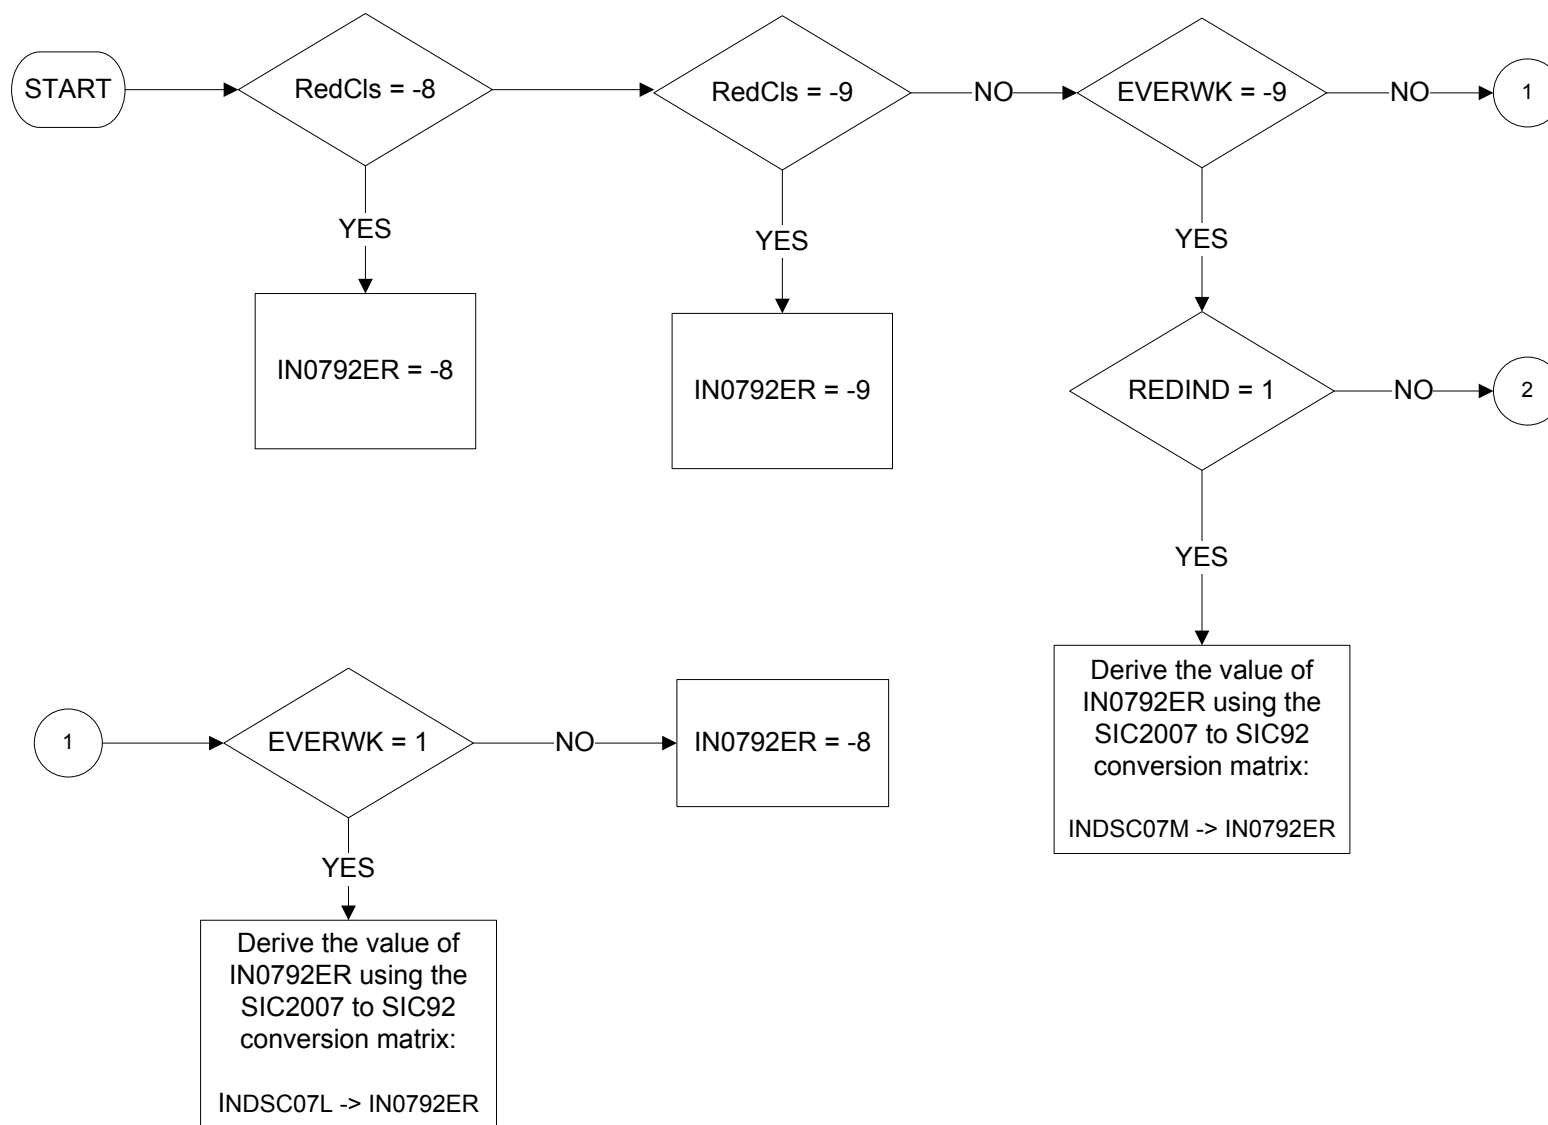 START
RedCls = -8
RedCls = -9
NO
EVERWK = -9
NO
1
YES
YES
YES
IN0792ER = -8
IN0792ER = -9
REDIND = 1
NO
2
YES
Derive the value of
IN0792ER using the
SIC2007 to SIC92
conversion matrix:
INDSC07M -> IN0792ER
1
EVERWK = 1
NO
IN0792ER = -8
YES
Derive the value of
IN0792ER using the
SIC2007 to SIC92
conversion matrix:
INDSC07L -> IN0792ER